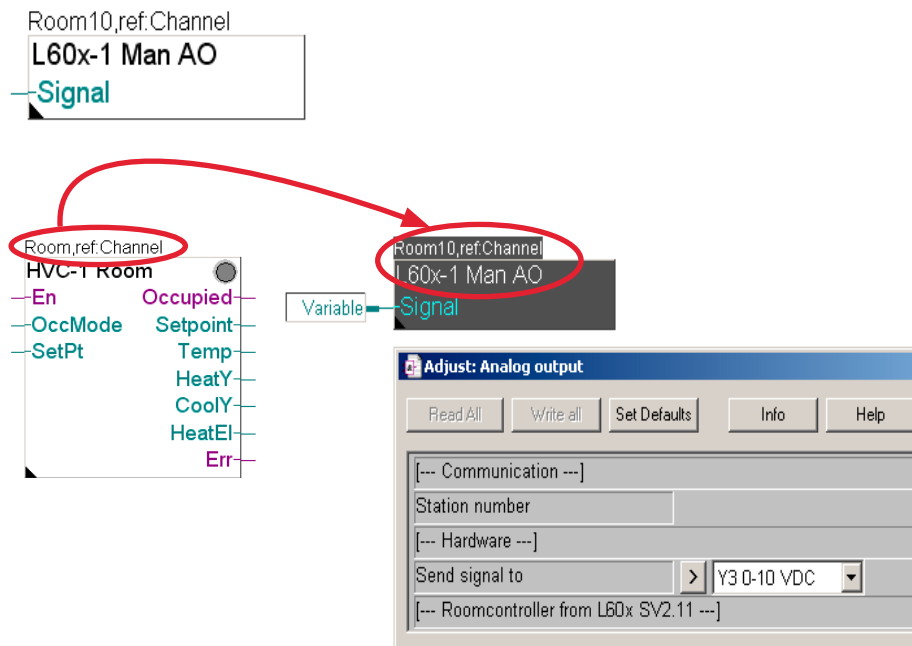 Room10,ref:Channel
L60x-1 Man AO
Signal
Room,ref:Channel
HVC-1 Room
En Occupied
OccMode Setpoint
SetPt Temp
HeatY
CoolY
HeatEl
Err
Room10,ref:Channel
L60x-1 Man AO
Variable Signal
Adjust: Analog output
Read All Write all Set Defaults Info Help
[--- Communication ---]
Station number
[--- Hardware ---]
Send signal to > Y3 0-10 VDC
[--- Roomcontroller from L60x SV2.11 ---]